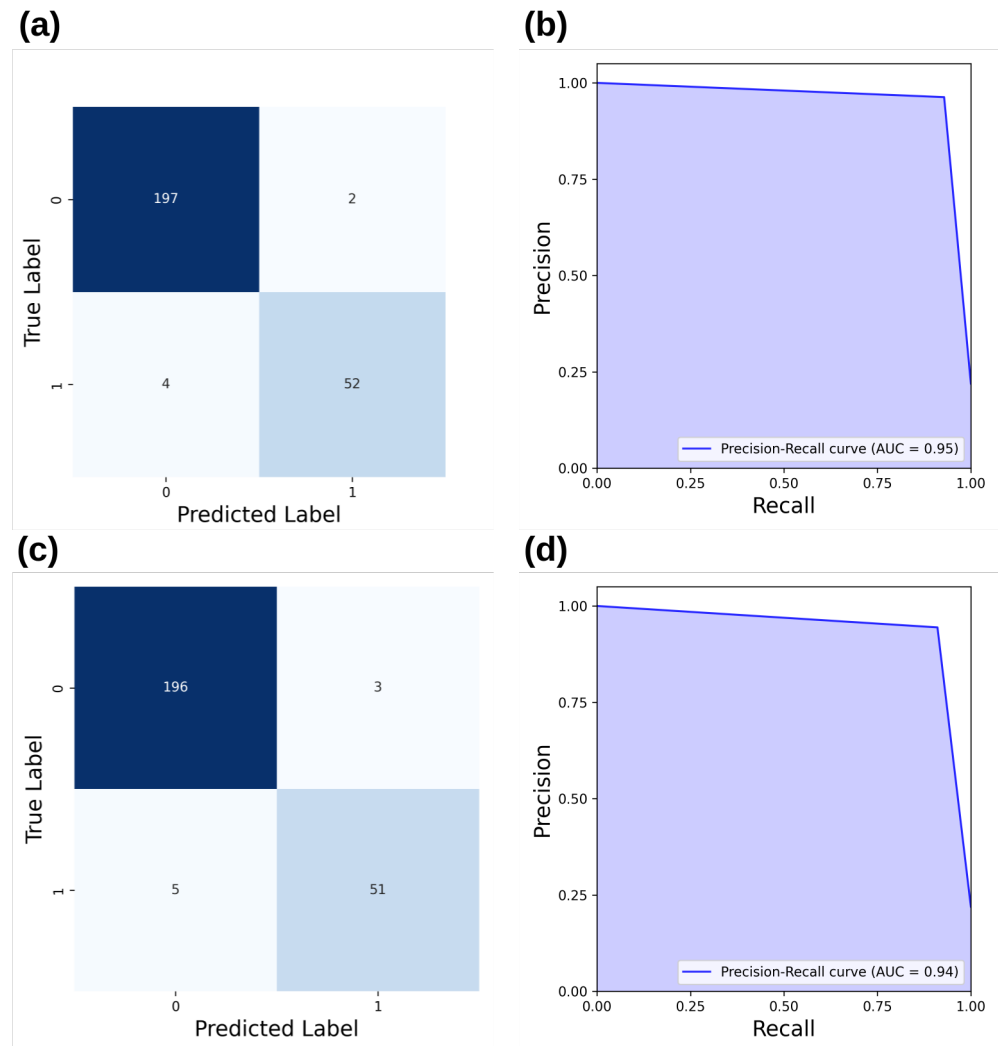 (a)
197
2
4
52
0
1
0
1
True Label
Predicted Label
(b)
1.00
0.75
0.50
0.25
0.00
0.00
0.25
0.50
0.75
1.00
Precision
Recall
Precision-Recall curve (AUC = 0.95)
(c)
196
3
5
51
0
1
0
1
True Label
Predicted Label
(d)
1.00
0.75
0.50
0.25
0.00
0.00
0.25
0.50
0.75
1.00
Precision
Recall
Precision-Recall curve (AUC = 0.94)